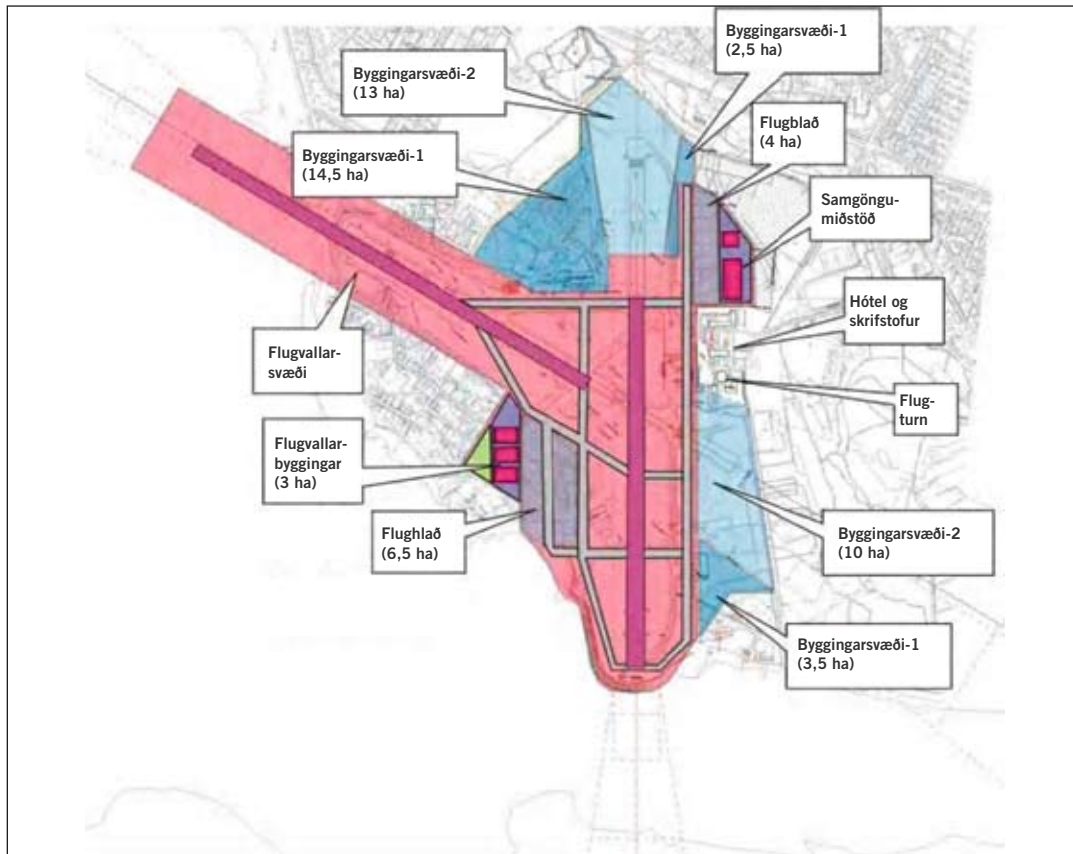 Byggingarsvæði-1
(2,5 ha)
Byggingarsvæði-2
(13 ha)
Flugblað
(4 ha)
Byggingarsvæði-1
(14,5 ha)
Samgöngu-
miðstöð
Hótel og
skrifstofur
Flugvallar-
svæði
Flug-
turn
Flugvallar-
byggingar
(3 ha)
Flughlað
(6,5 ha)
Byggingarsvæði-2
(10 ha)
Byggingarsvæði-1
(3,5 ha)